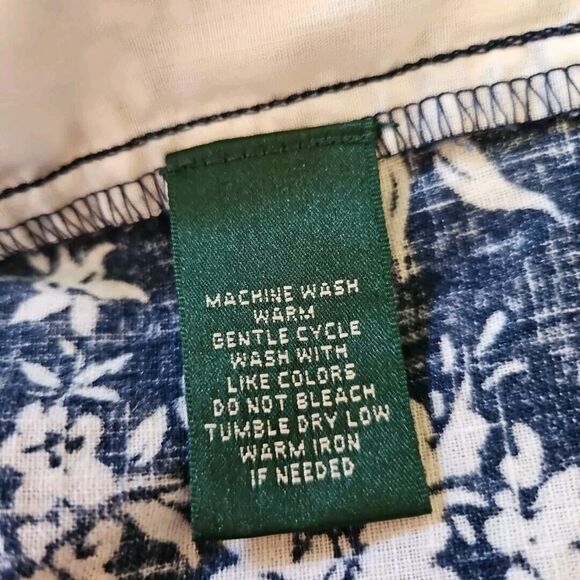 MACHINE WASH
WARM
GENTLE CYCLE
WASH WITH
LIKE COLORS
DO NOT BLEACH
TUMBLE DRY LOW
WARM IRON
IF NEEDED